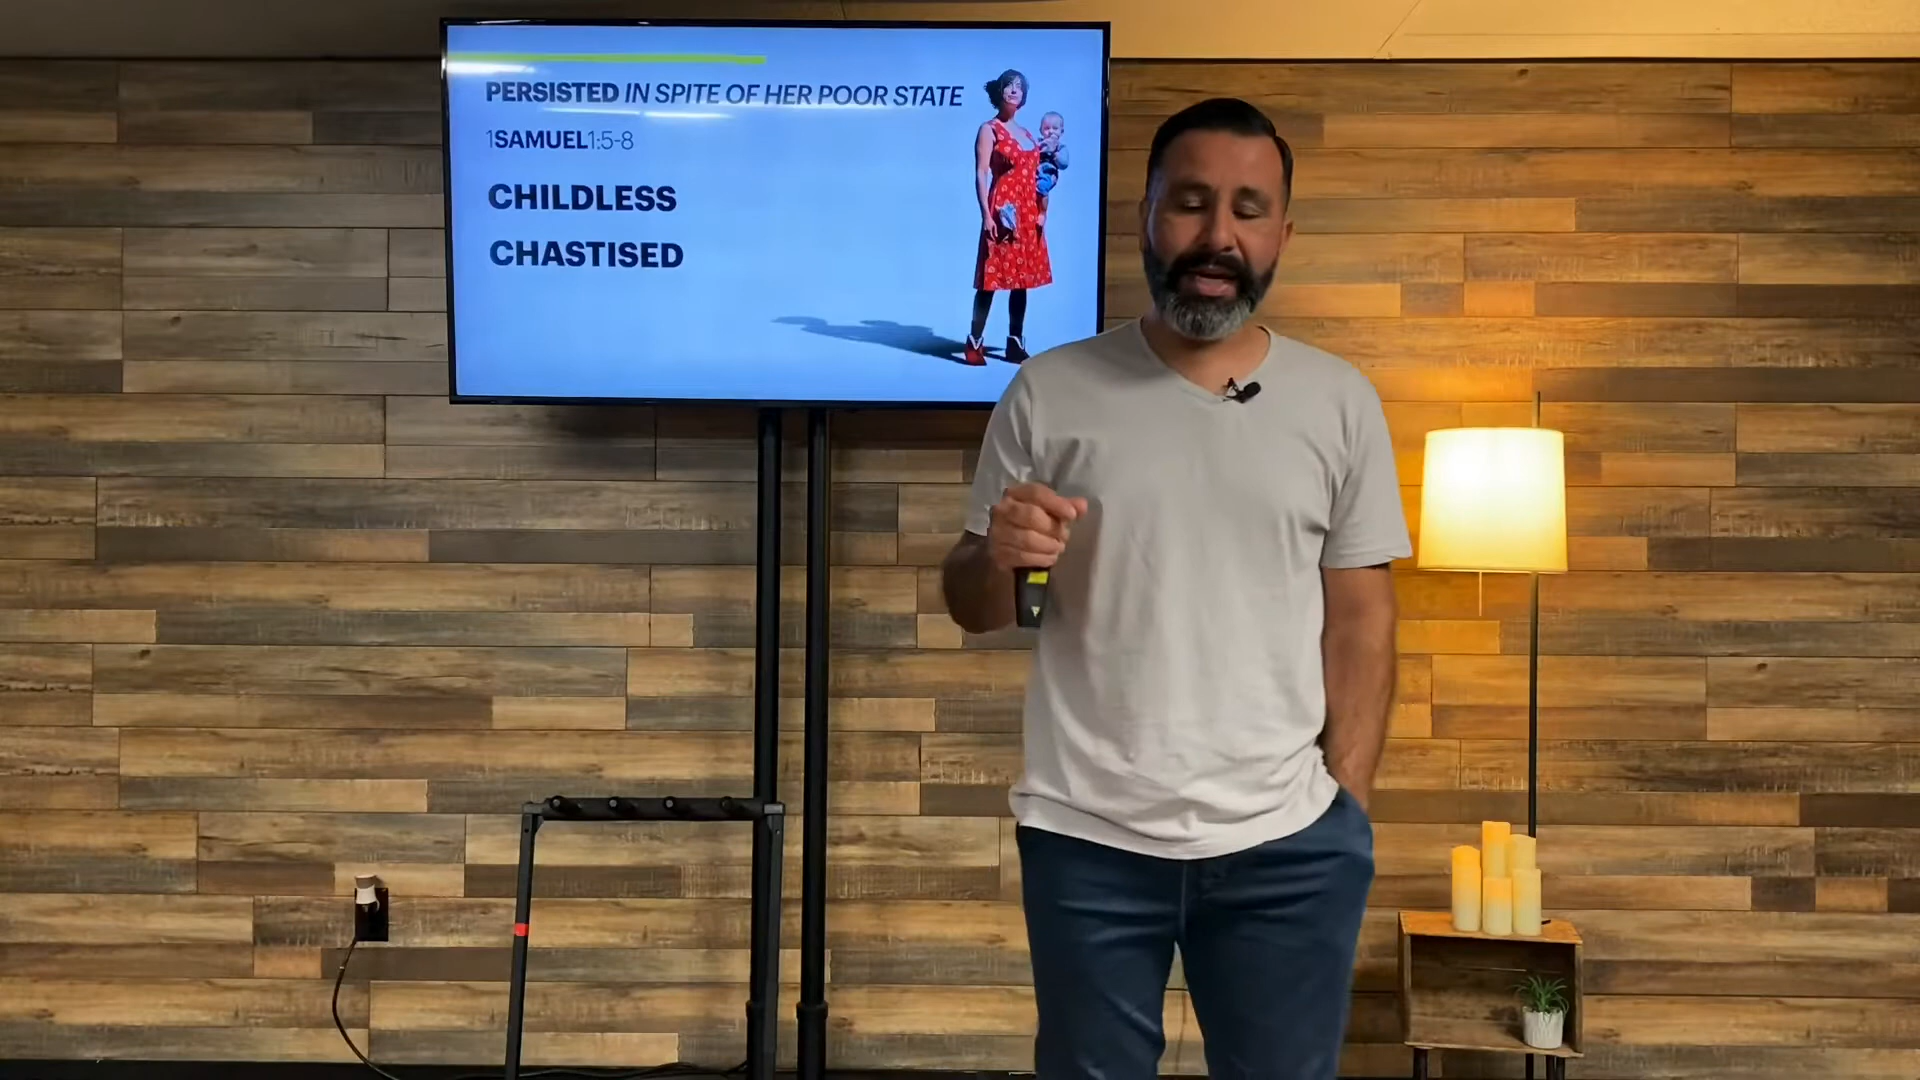 PERSISTED IN SPITE OF HER POOR STATE
1SAMUEL1:5-8
CHILDLESS
CHASTISED